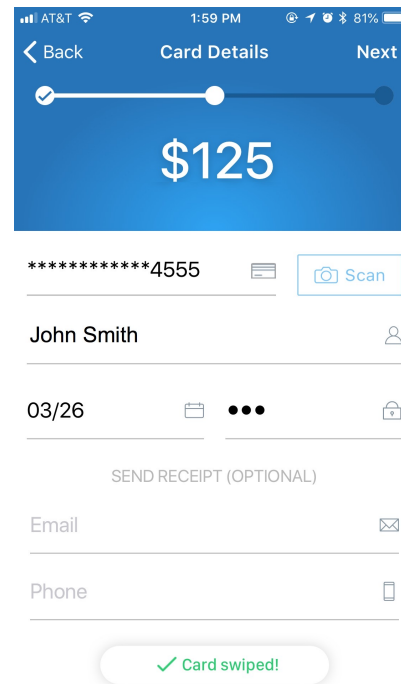 AT&T 1:59 PM 81%
Back Card Details Next
$125
************4555 Scan
John Smith
03/26 •••
SEND RECEIPT (OPTIONAL)
Email
Phone
Card swiped!